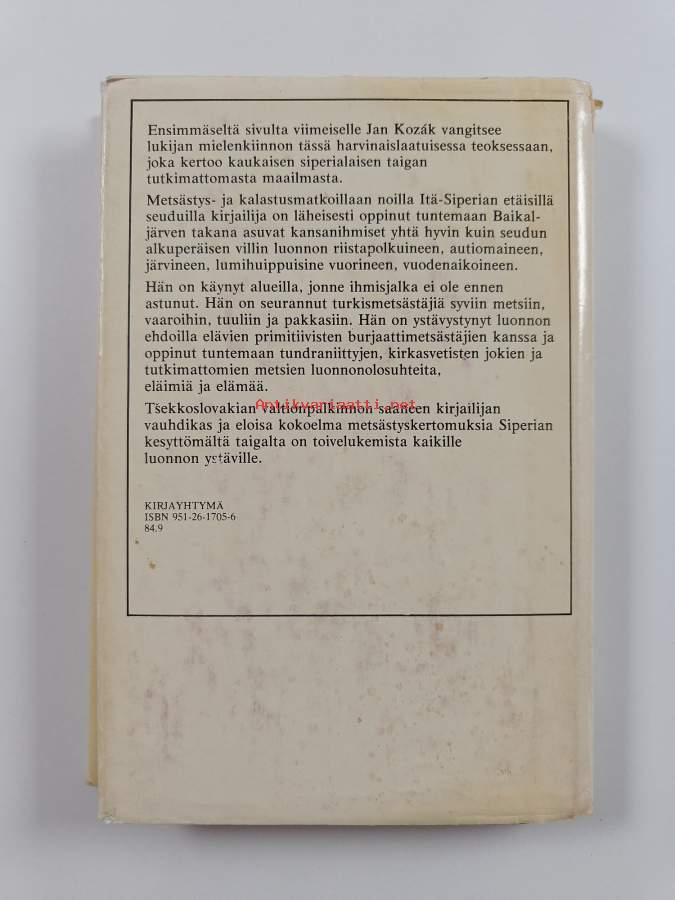 Ensimmäseltä sivulta viimeiselle Jan Kozák vangitsee
lukijan mielenkiinnon tässä harvinaislaatuisessa teoksessaan,
joka kertoo kaukaisen siperialaisen taigan
tutkimattomasta maailmasta.
Metsästys- ja kalastusmatkoillaan noilla Itä-Siperian etäisillä
seuduilla kirjailija on läheisesti oppinut tuntemaan Baikal-
järven takana asuvat kansanihmiset yhtä hyvin kuin seudun
alkuperäisen villin luonnon riistapolkuineen, autiomaineen,
järvineen, lumihuippuisine vuorineen, vuodenaikoineen.
Hän on käynyt alueilla, jonne ihmisjalka ei ole ennen
astunut. Hän on seurannut turkismetsästäjiä syviin metsiin,
vaaroihin, tuuliin ja pakkasiin. Hän on ystävystynyt luonnon
ehdoilla elävien primitiivisten burjaattimetsästäjien kanssa ja
oppinut tuntemaan tundraniittyjen, kirkasvetisten jokien ja
tutkimattomien metsien luonnonolosuhteita,
eläimiä ja elämää.
Antikvariaatti.net
Tšekkoslovakian valtionpalkinnon saaneen kirjailijan
vauhdikas ja eloisa kokoelma metsästyskertomuksia Siperian
kesyttömältä taigalta on toivelukemista kaikille
luonnon ystäville.
KIRJAYHTYMÄ
ISBN 951-26-1705-6
84.9